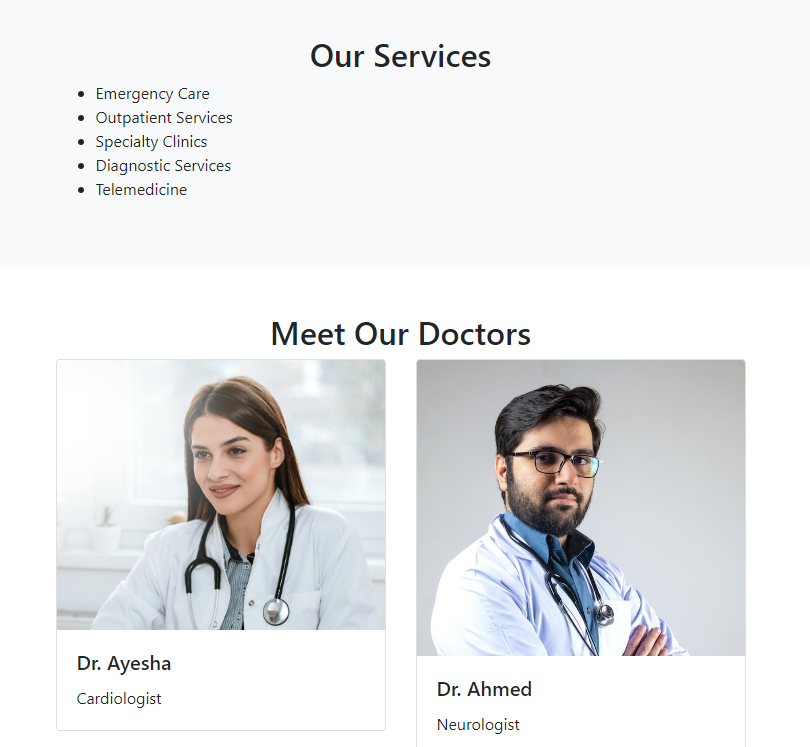 Our Services
Emergency Care
Outpatient Services
Specialty Clinics
Diagnostic Services
Telemedicine
Meet Our Doctors
Dr. Ayesha
Cardiologist
Dr. Ahmed
Neurologist